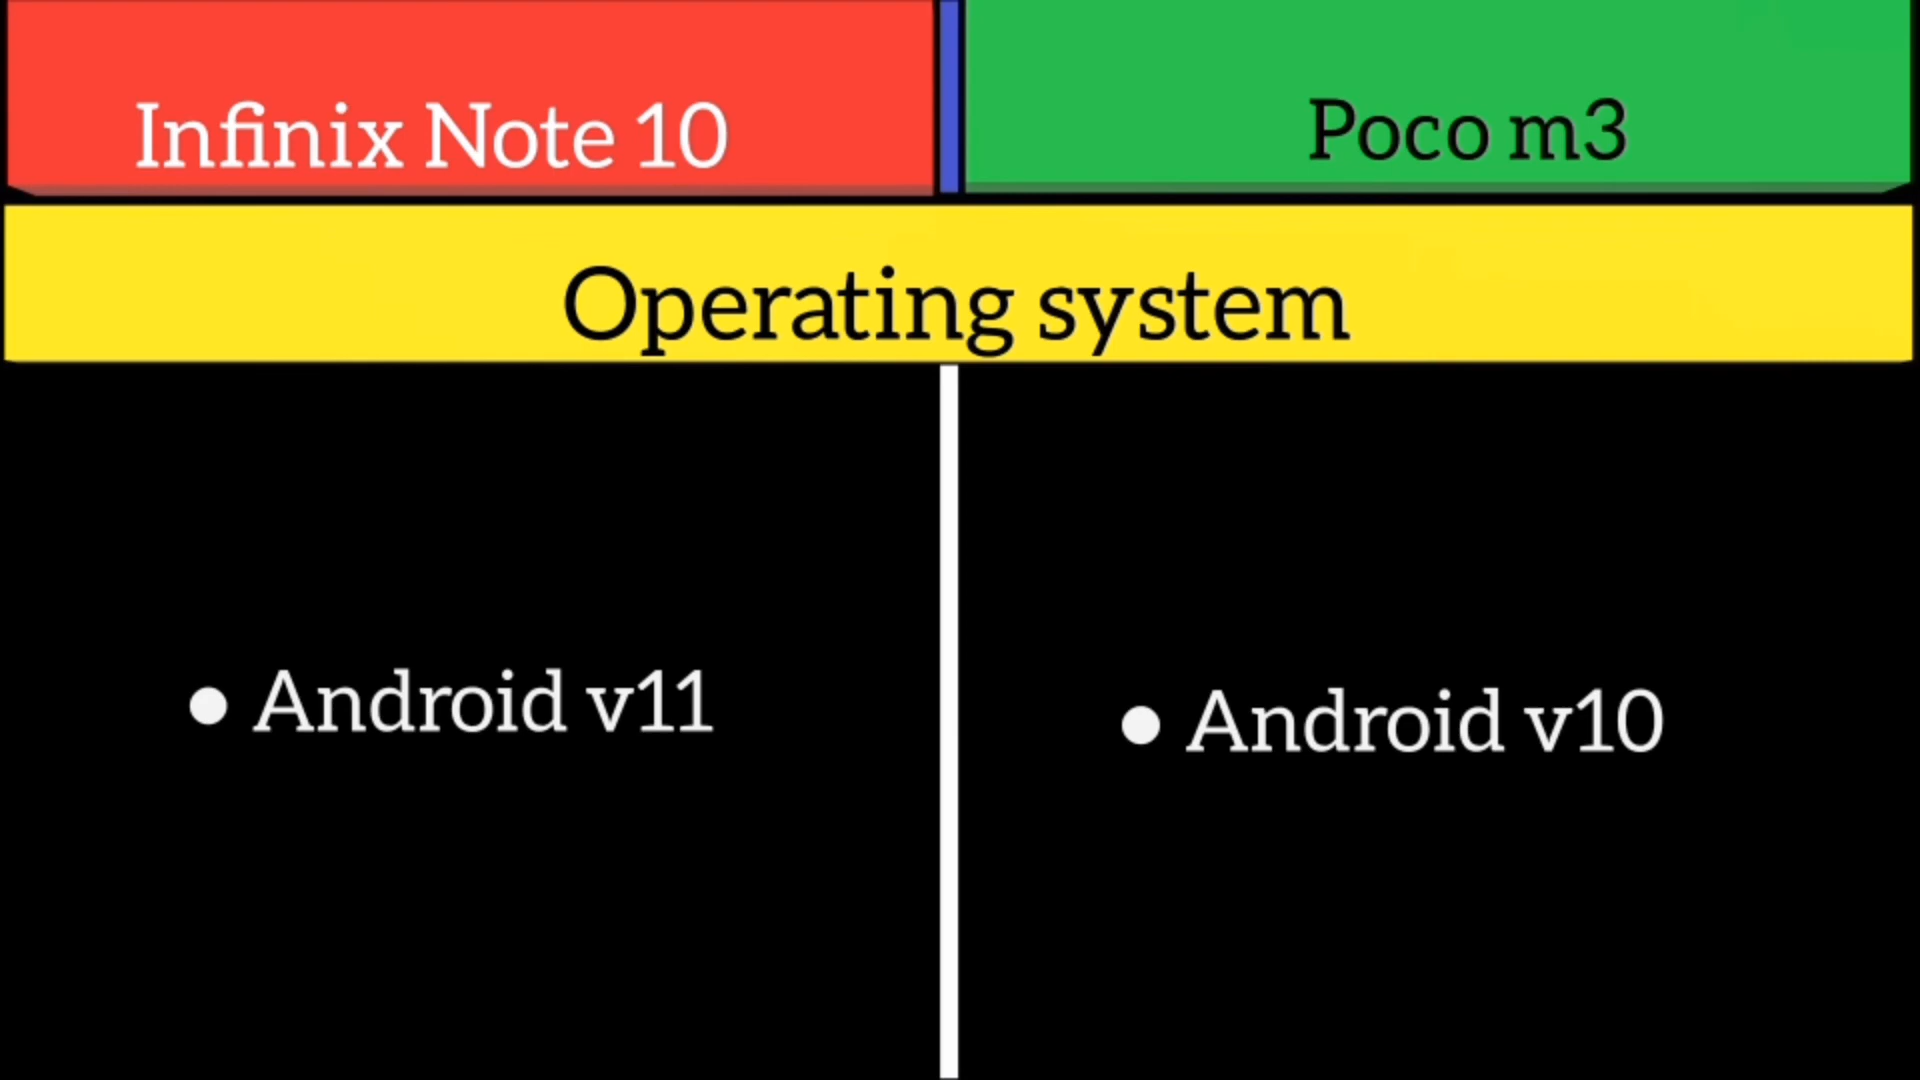 Infinix Note 10
Poco m3
Operating system
● Android v11
● Android v10